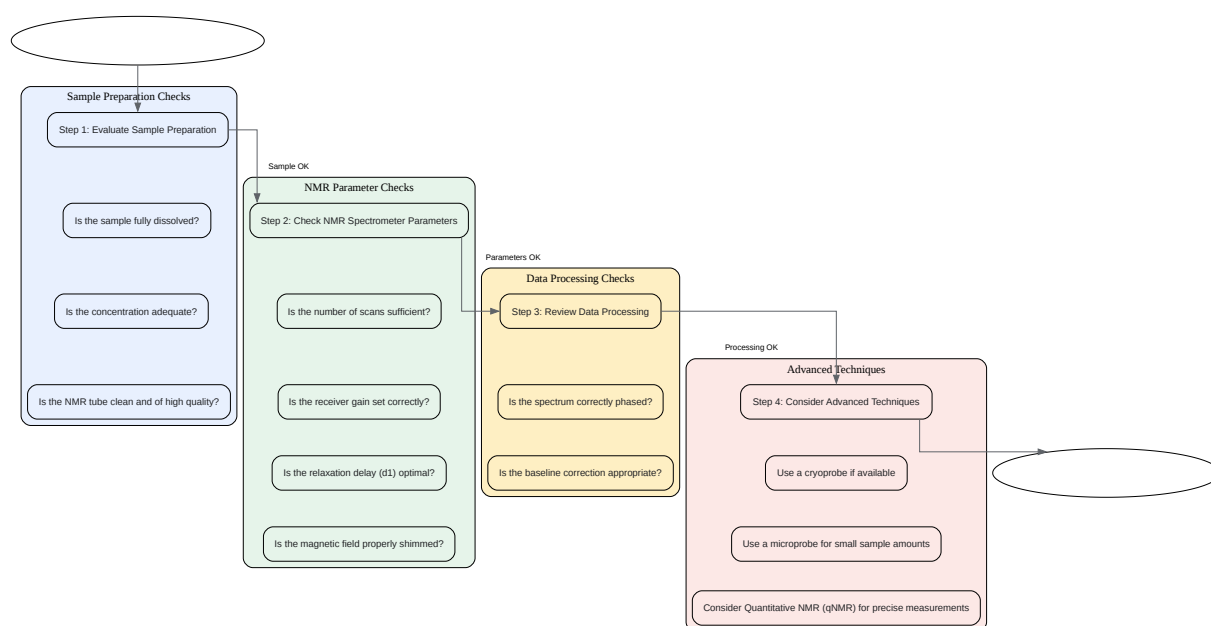 Sample Preparation Checks
Step 1: Evaluate Sample Preparation
Is the sample fully dissolved?
Is the concentration adequate?
Is the NMR tube clean and of high quality?
Sample OK
NMR Parameter Checks
Step 2: Check NMR Spectrometer Parameters
Is the number of scans sufficient?
Is the receiver gain set correctly?
Is the relaxation delay (d1) optimal?
Is the magnetic field properly shimmed?
Parameters OK
Data Processing Checks
Step 3: Review Data Processing
Is the spectrum correctly phased?
Is the baseline correction appropriate?
Processing OK
Advanced Techniques
Step 4: Consider Advanced Techniques
Use a cryoprobe if available
Use a microprobe for small sample amounts
Consider Quantitative NMR (qNMR) for precise measurements